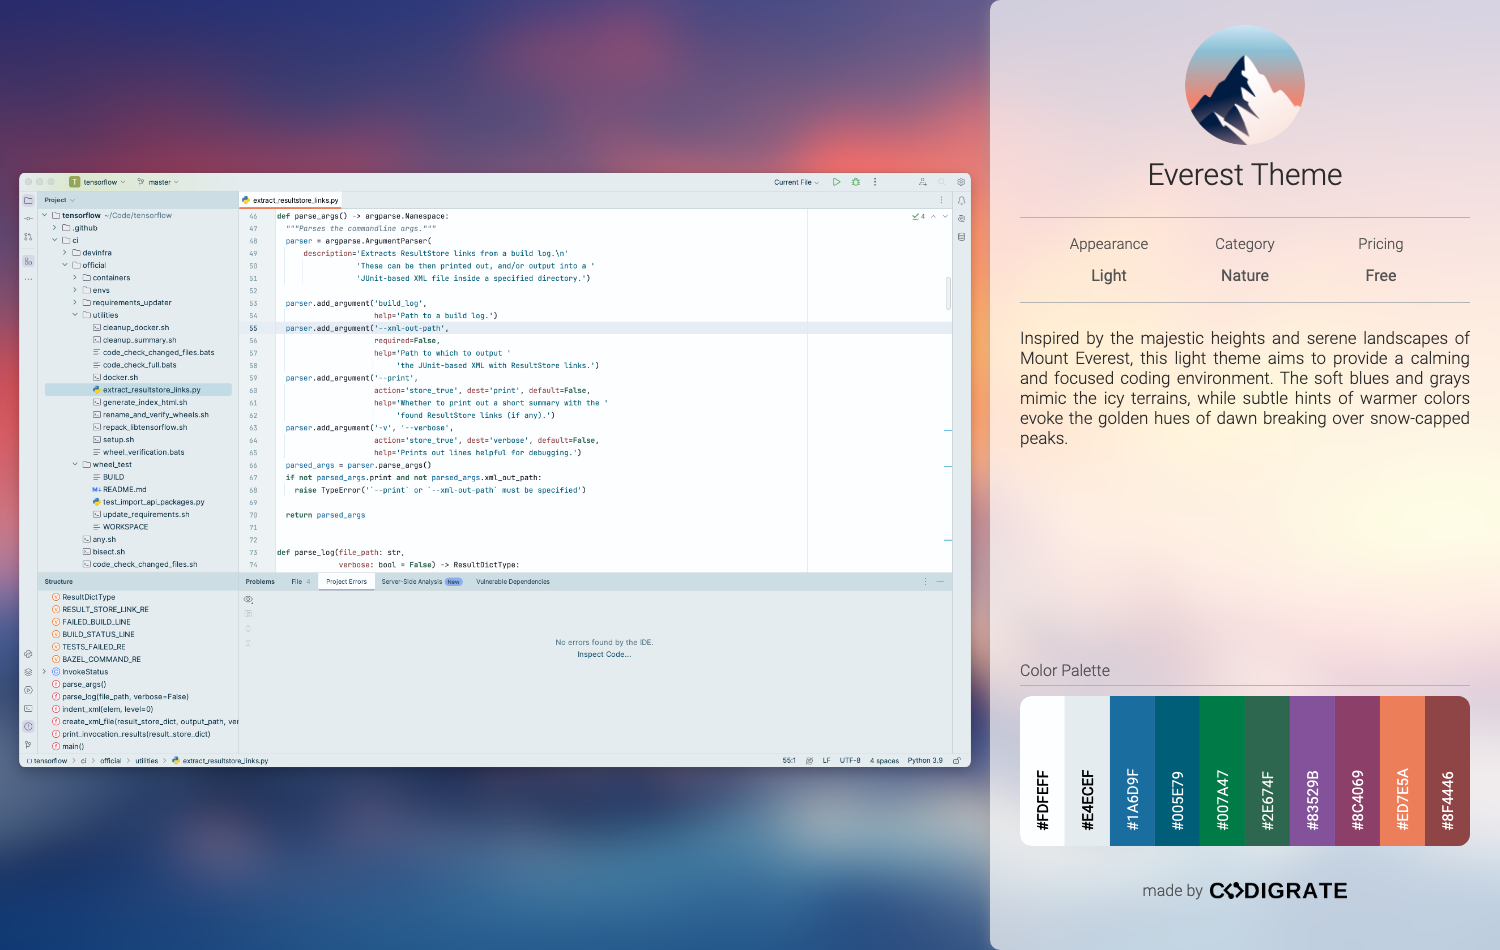 tensorflow
master
Current File
Project
extract_resultstore_links.py
tensorflow ~/Code/tensorflow
.github
ci
devinfra
official
containers
envs
requirements_updater
utilities
cleanup_docker.sh
cleanup_summary.sh
code_check_changed_files.bats
code_check_full.bats
docker.sh
extract_resultstore_links.py
generate_index_html.sh
rename_and_verify_wheels.sh
repack_libtensorflow.sh
setup.sh
wheel_verification.bats
wheel_test
BUILD
README.md
test_import_api_packages.py
update_requirements.sh
WORKSPACE
any.sh
bisect.sh
code_check_changed_files.sh
4
46 def parse_args() -> argparse.Namespace:
47 """Parses the commandline args."""
48 parser = argparse.ArgumentParser(
49 description='Extracts ResultStore links from a build log.\n'
50 'These can be then printed out, and/or output into a '
51 'JUnit-based XML file inside a specified directory.')
52
53 parser.add_argument('build_log',
54 help='Path to a build log.')
55 parser.add_argument('--xml-out-path',
56 required=False,
57 help='Path to which to output '
58 'the JUnit-based XML with ResultStore links.')
59 parser.add_argument('--print',
60 action='store_true', dest='print', default=False,
61 help='Whether to print out a short summary with the '
62 'found ResultStore links (if any).')
63 parser.add_argument('-v', '--verbose',
64 action='store_true', dest='verbose', default=False,
65 help='Prints out lines helpful for debugging.')
66 parsed_args = parser.parse_args()
67 if not parsed_args.print and not parsed_args.xml_out_path:
68 raise TypeError('`--print` or `--xml-out-path` must be specified')
69
70 return parsed_args
71
72
73 def parse_log(file_path: str,
74 verbose: bool = False) -> ResultDictType:
Structure
ResultDictType
RESULT_STORE_LINK_RE
FAILED_BUILD_LINE
BUILD_STATUS_LINE
TESTS_FAILED_RE
BAZEL_COMMAND_RE
InvokeStatus
parse_args()
parse_log(file_path, verbose=False)
indent_xml(elem, level=0)
create_xml_file(result_store_dict, output_path, ver
print_invocation_results(result_store_dict)
main()
Problems File 4 Project Errors Server-Side Analysis New Vulnerable Dependencies
No errors found by the IDE.
Inspect Code...
tensorflow > ci > official > utilities > extract_resultstore_links.py
55:1 LF UTF-8 4 spaces Python 3.9
Everest Theme
Appearance Category Pricing
Light Nature Free
Inspired by the majestic heights and serene landscapes of
Mount Everest, this light theme aims to provide a calming
and focused coding environment. The soft blues and grays
mimic the icy terrains, while subtle hints of warmer colors
evoke the golden hues of dawn breaking over snow-capped
peaks.
Color Palette
#FDFEFF
#E4ECEF
#1A6D9F
#005E79
#007A47
#2E674F
#83529B
#8C4069
#ED7E5A
#8F4446
made by CODIGRATE